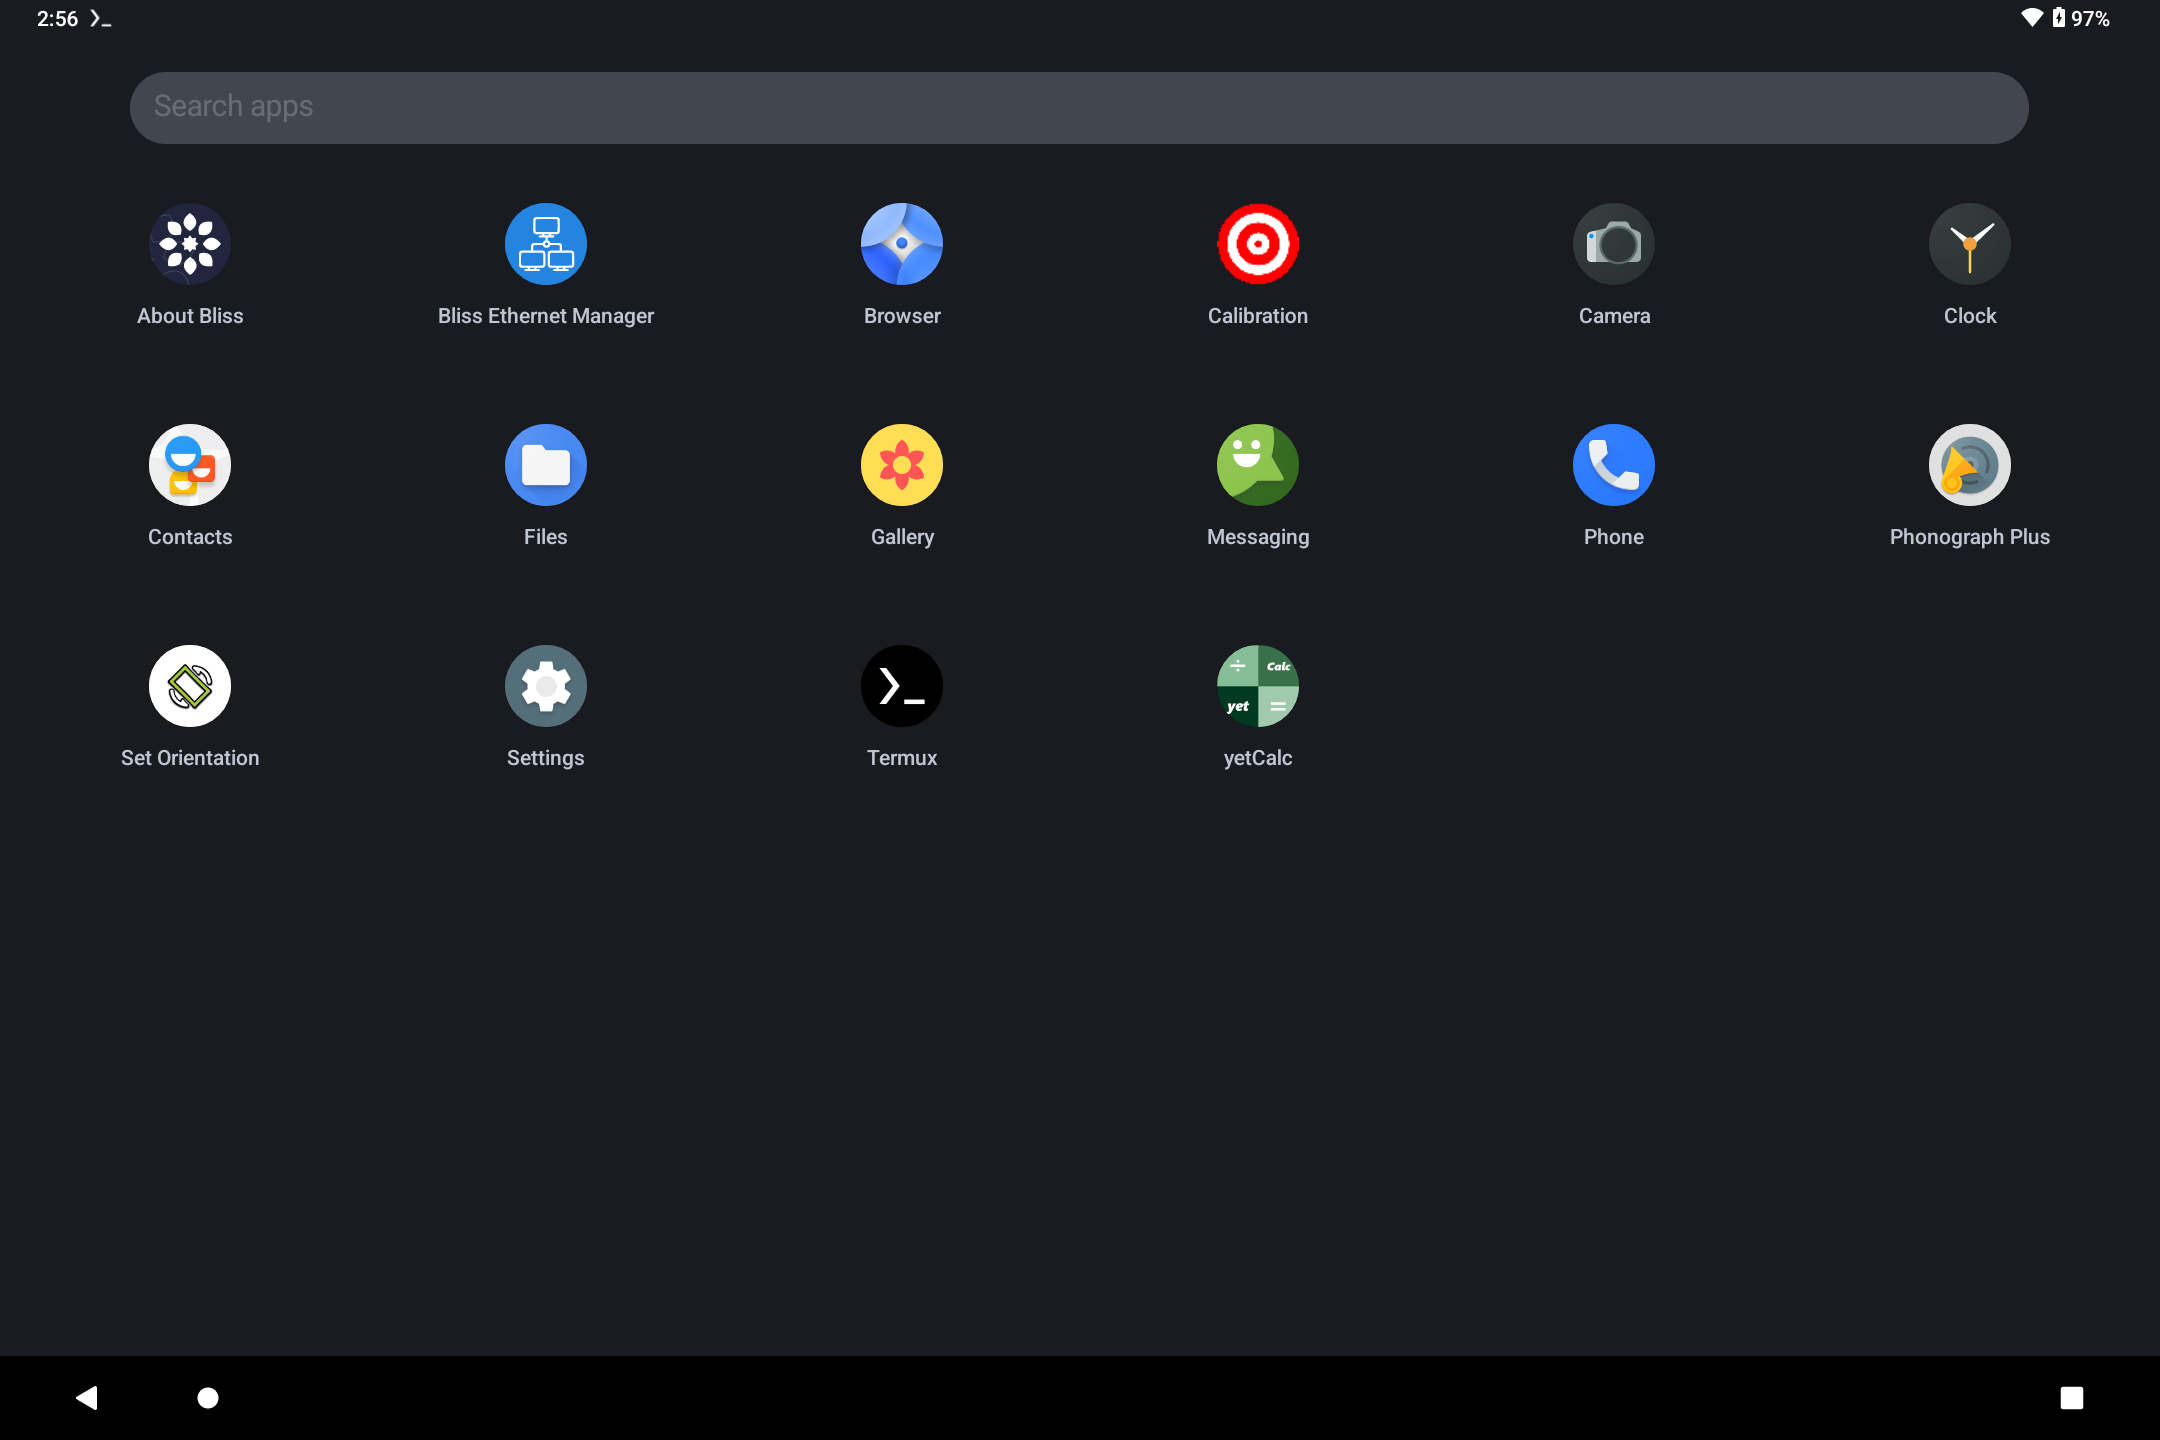 2:56
97%
Search apps
About Bliss
Bliss Ethernet Manager
Browser
Calibration
Camera
Clock
Contacts
Files
Gallery
Messaging
Phone
Phonograph Plus
÷ Calc
yet =
Set Orientation
Settings
Termux
yetCalc